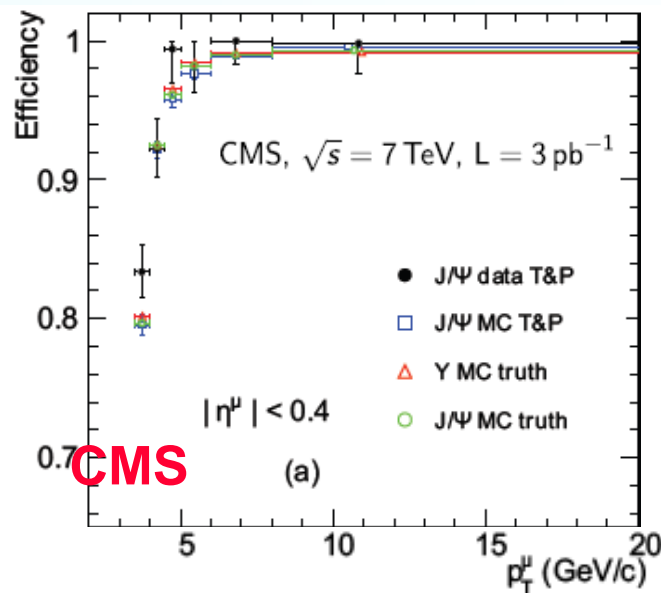 Efficiency
1
0.9
0.8
0.7
CMS, √s = 7 TeV, L = 3 pb⁻¹
J/Ψ data T&P
J/Ψ MC T&P
Υ MC truth
J/Ψ MC truth
|η^μ| < 0.4
CMS
(a)
5
10
15
20
p_T^μ (GeV/c)